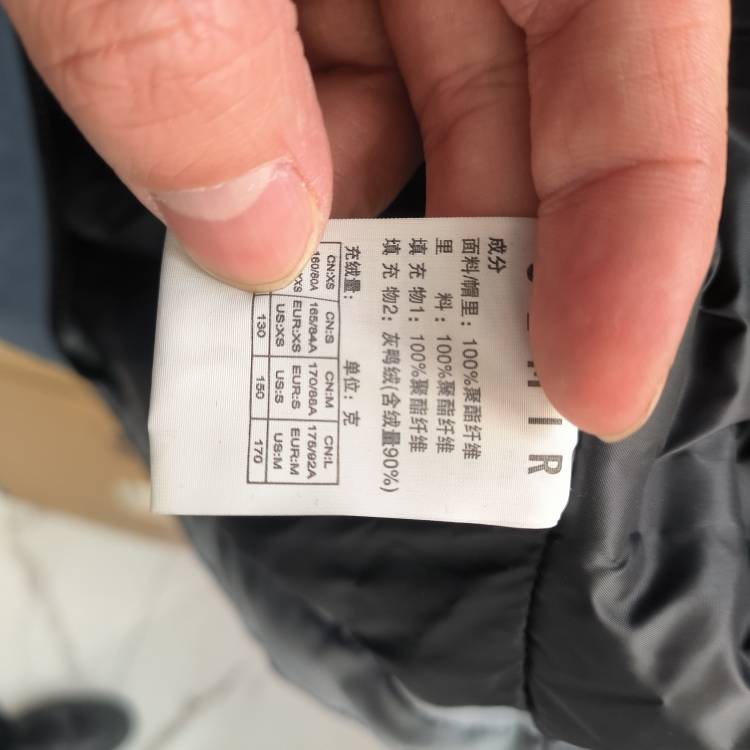 MIR
成分
面料/帽里：100%聚酯纤维
里 料：100%聚酯纤维
填 充 物1：100%聚酯纤维
填 充 物2：灰鸭绒(含绒量90%)
充绒量： 单位：克
CN:XS CN:S CN:M CN:L
160/80A 165/84A 170/88A 175/92A
EUR:XS EUR:S EUR:M
US:XS US:S US:M
130 150 170